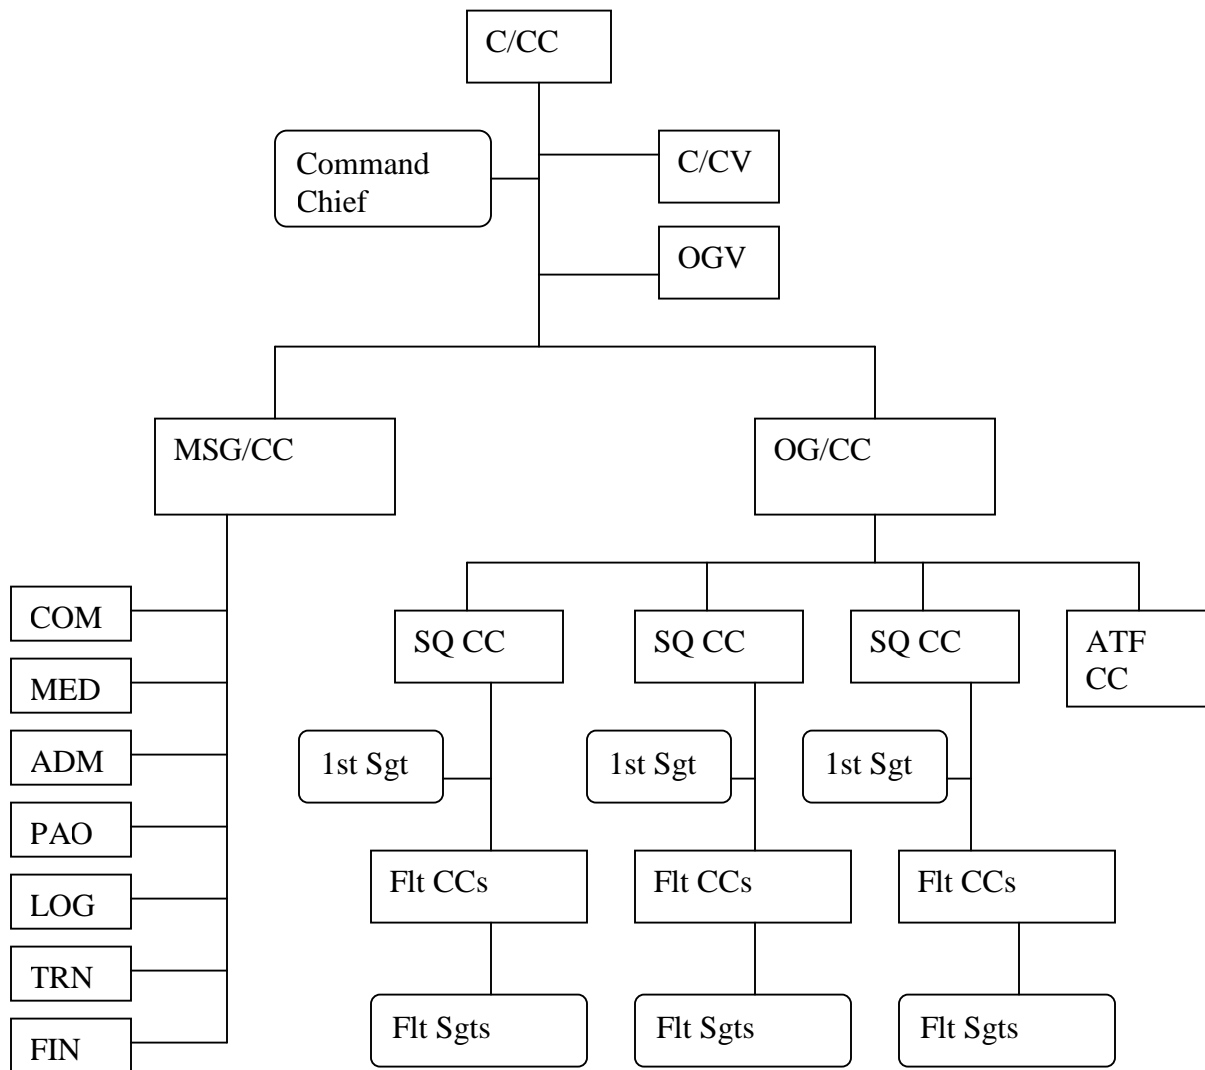 C/CC
Command
Chief
C/CV
OGV
MSG/CC
OG/CC
COM
MED
ADM
PAO
LOG
TRN
FIN
SQ CC
SQ CC
SQ CC
ATF
CC
1st Sgt
1st Sgt
1st Sgt
Flt CCs
Flt CCs
Flt CCs
Flt Sgts
Flt Sgts
Flt Sgts